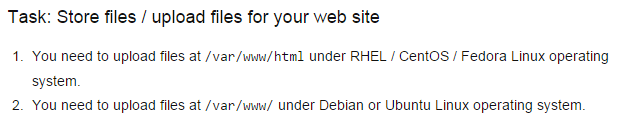 Task: Store files / upload files for your web site
1. You need to upload files at /var/www/html under RHEL / CentOS / Fedora Linux operating
system.
2. You need to upload files at /var/www/ under Debian or Ubuntu Linux operating system.